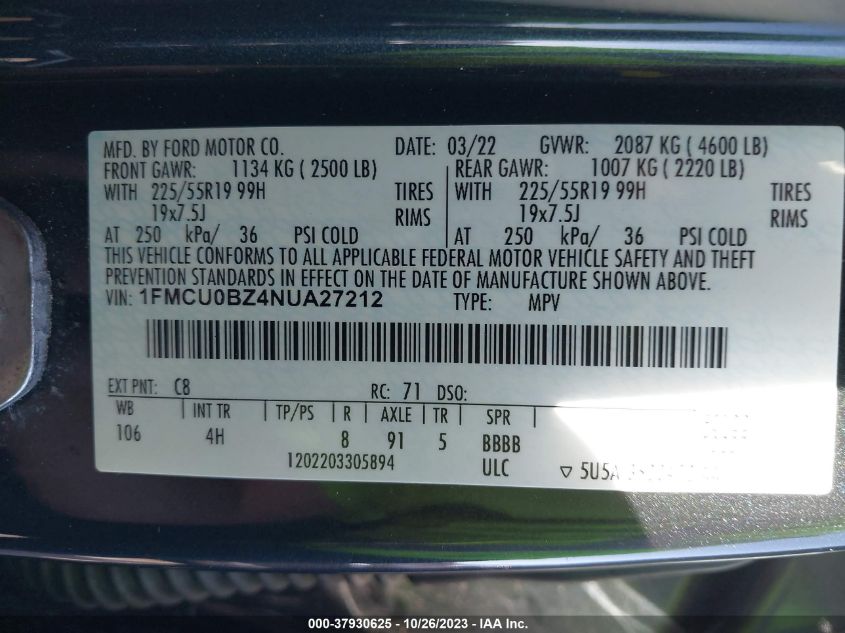 MFD. BY FORD MOTOR CO. DATE: 03/22 GVWR: 2087 KG ( 4600 LB)
FRONT GAWR: 1134 KG ( 2500 LB) REAR GAWR: 1007 KG ( 2220 LB)
WITH 225/55R19 99H TIRES WITH 225/55R19 99H TIRES
19x7.5J RIMS 19x7.5J RIMS
AT 250 kPa/ 36 PSI COLD AT 250 kPa/ 36 PSI COLD
THIS VEHICLE CONFORMS TO ALL APPLICABLE FEDERAL MOTOR VEHICLE SAFETY AND THEFT
PREVENTION STANDARDS IN EFFECT ON THE DATE OF MANUFACTURE SHOWN ABOVE.
VIN: 1FMCU0BZ4NUA27212 TYPE: MPV
EXT PNT: C8 RC: 71 DSO:
WB INT TR TP/PS R AXLE TR SPR
106 4H 8 91 5 BBBB
1202203305894 ULC
000-37930625 - 10/26/2023 - IAA Inc.